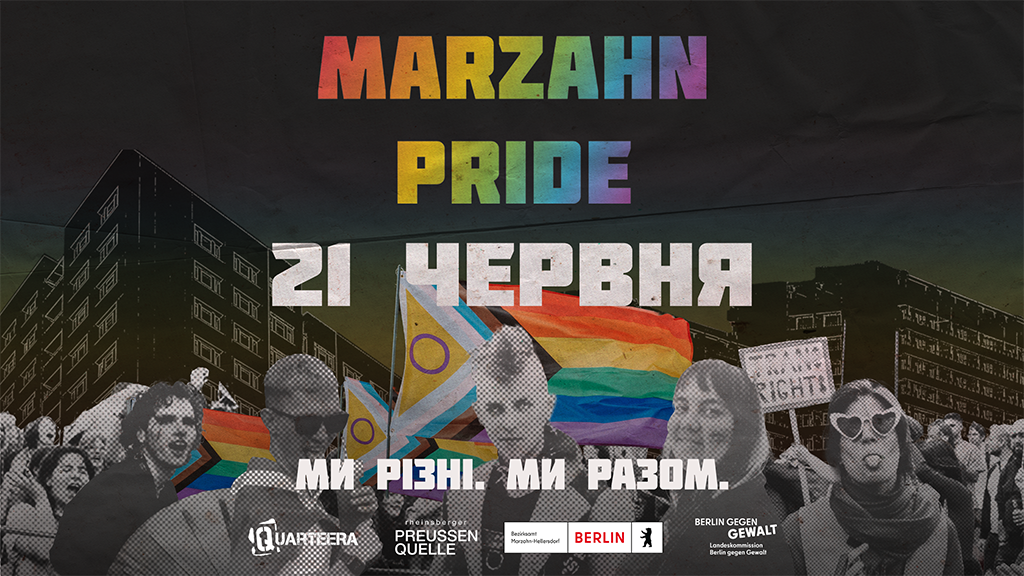 MARZAHN
PRIDE
21 ЧЕРВНЯ
TRANS
RIGHTS!
МИ РІЗНІ. МИ РАЗОМ.
QUARTEERA
rheinsberger
PREUSSEN
QUELLE
Bezirksamt
Marzahn-Hellersdorf
BERLIN
BERLIN GEGEN
GEWALT
Landeskommission
Berlin gegen Gewalt